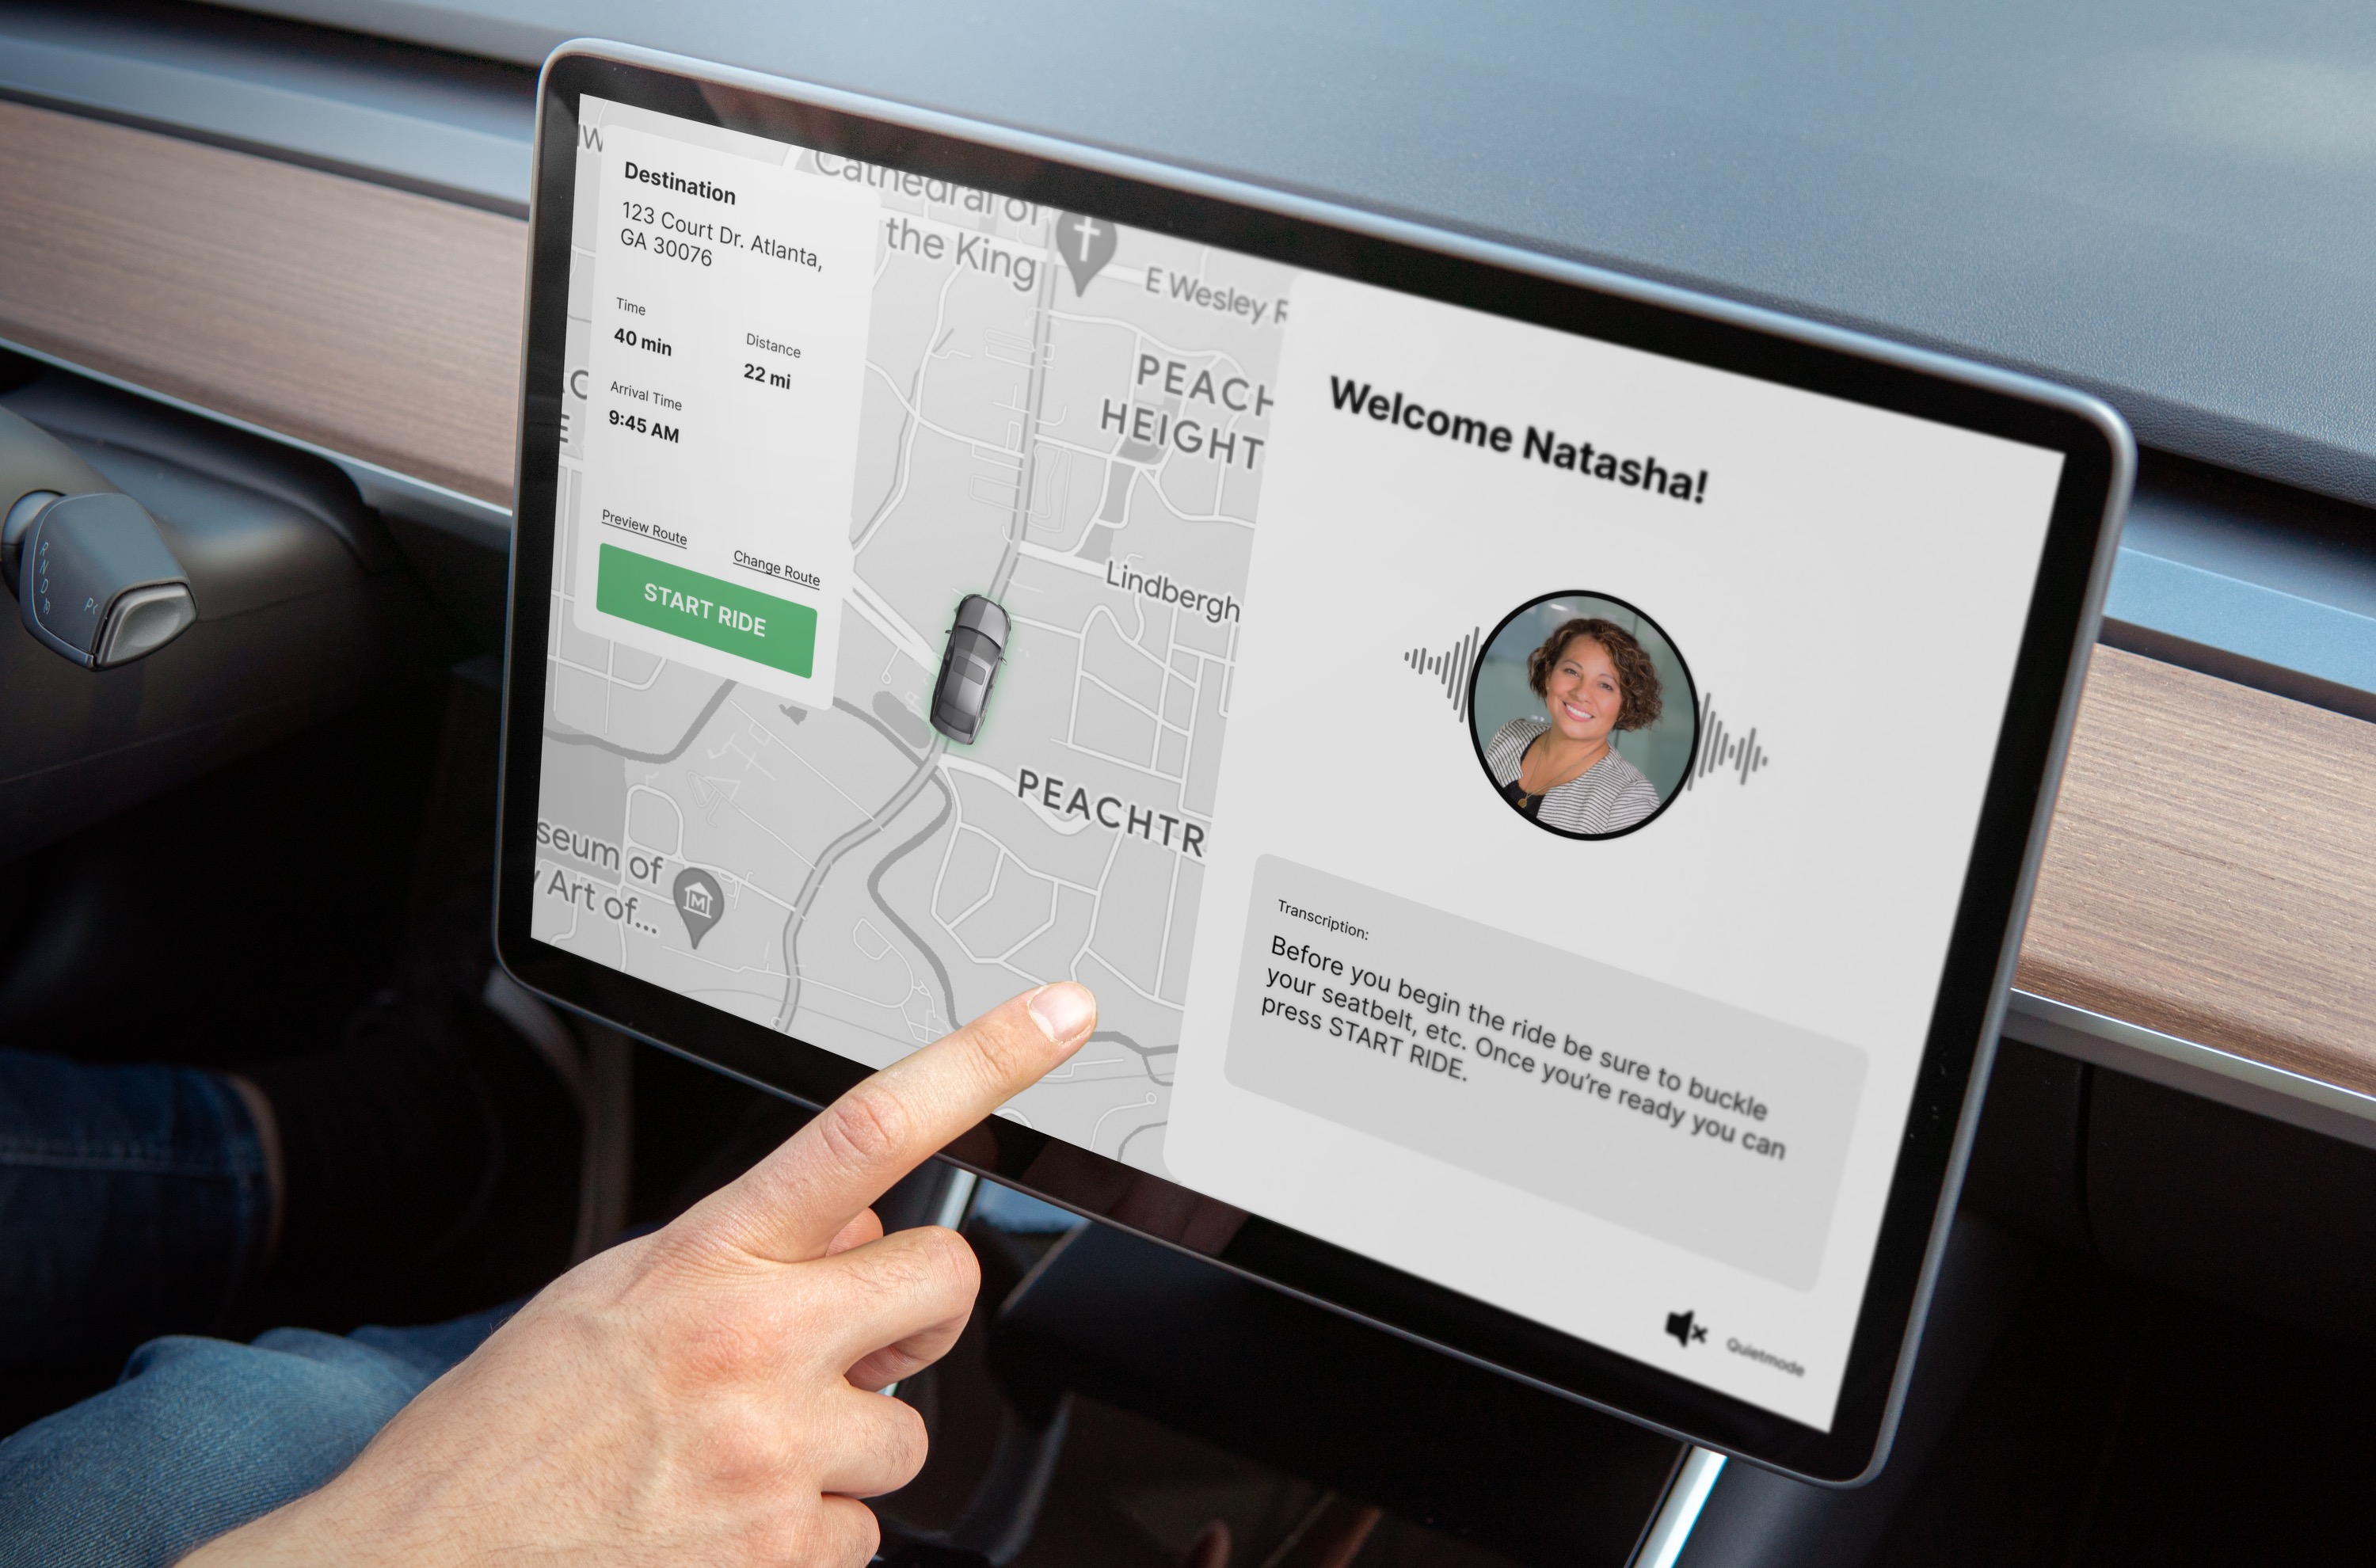 Destination
123 Court Dr. Atlanta,
GA 30076
Time
40 min
Distance
22 mi
Arrival Time
9:45 AM
Preview Route
Change Route
START RIDE
Cathedral of
the King
E Wesley R
PEACH
HEIGHT
Lindbergh
PEACHTR
seum of
Art of...
M
Welcome Natasha!
Transcription:
Before you begin the ride be sure to buckle
your seatbelt, etc. Once you're ready you can
press START RIDE.
Quietmode
R
N
D
P